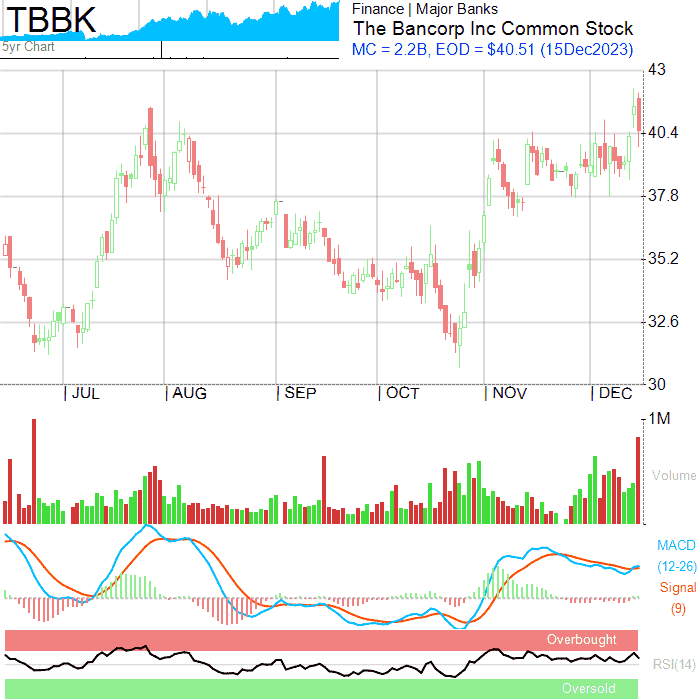 TBBK
5yr Chart
Finance | Major Banks
The Bancorp Inc Common Stock
MC = 2.2B, EOD = $40.51 (15Dec2023)
43
40.4
37.8
35.2
32.6
30
| JUL | AUG | SEP | OCT | NOV | DEC
1M
Volume
MACD
(12-26)
Signal
(9)
Overbought
RSI(14)
Oversold